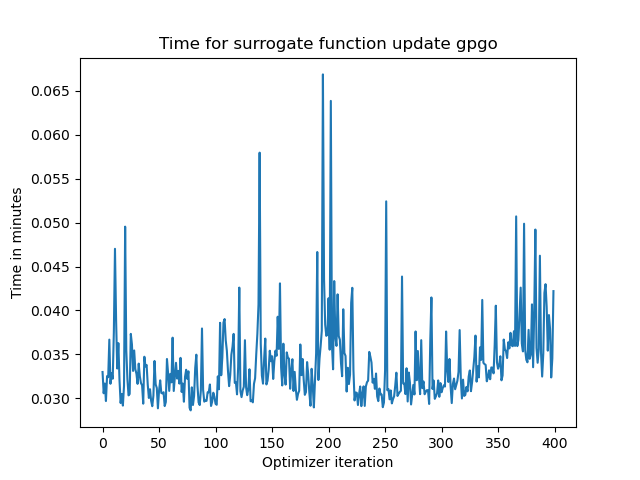 Time for surrogate function update gpgo
0.065
0.060
0.055
0.050
0.045
0.040
0.035
0.030
Time in minutes
0 50 100 150 200 250 300 350 400
Optimizer iteration